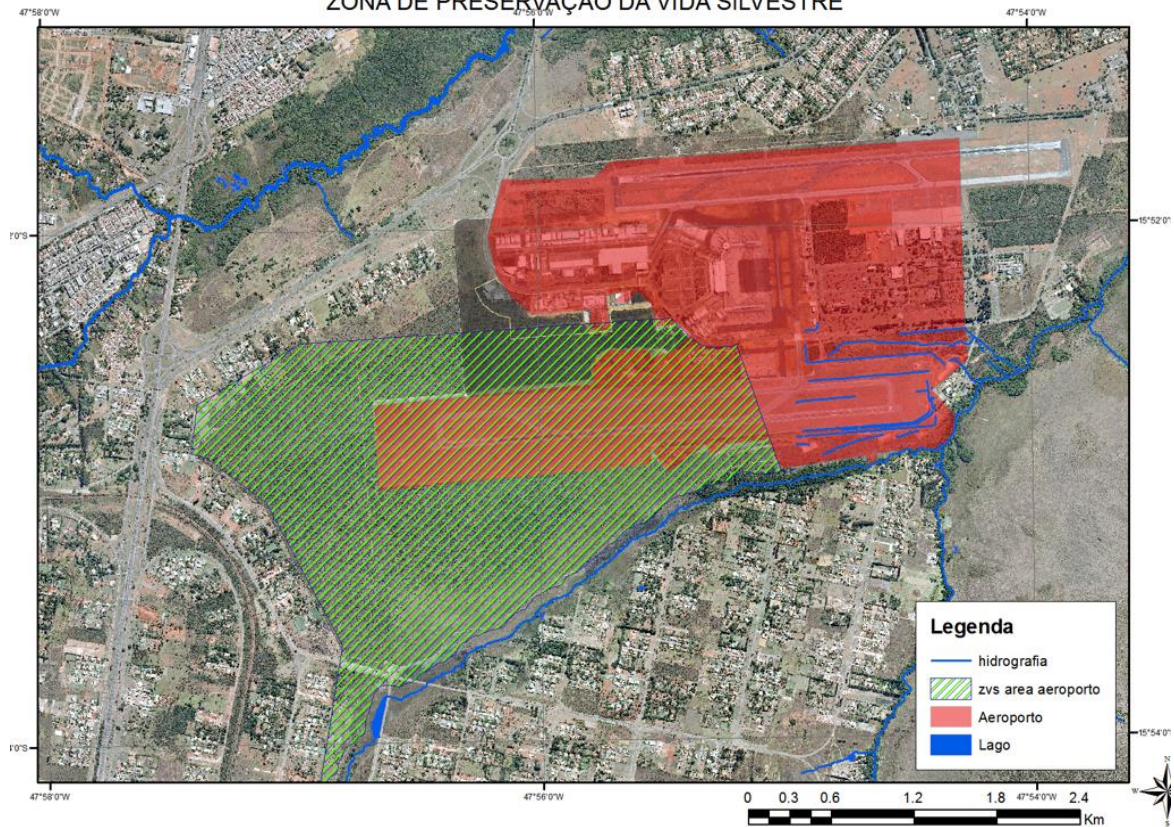 ZONA DE PRESERVAÇÃO DA VIDA SILVESTRE
47°58'0"W 47°56'0"W 47°54'0"W
15°52'0"S
Legenda
hidrografia
zvs area aeroporto
Aeroporto
Lago
15°54'0"S
47°58'0"W 47°56'0"W 47°54'0"W
0 0.3 0.6 1.2 1.8 2.4
Km